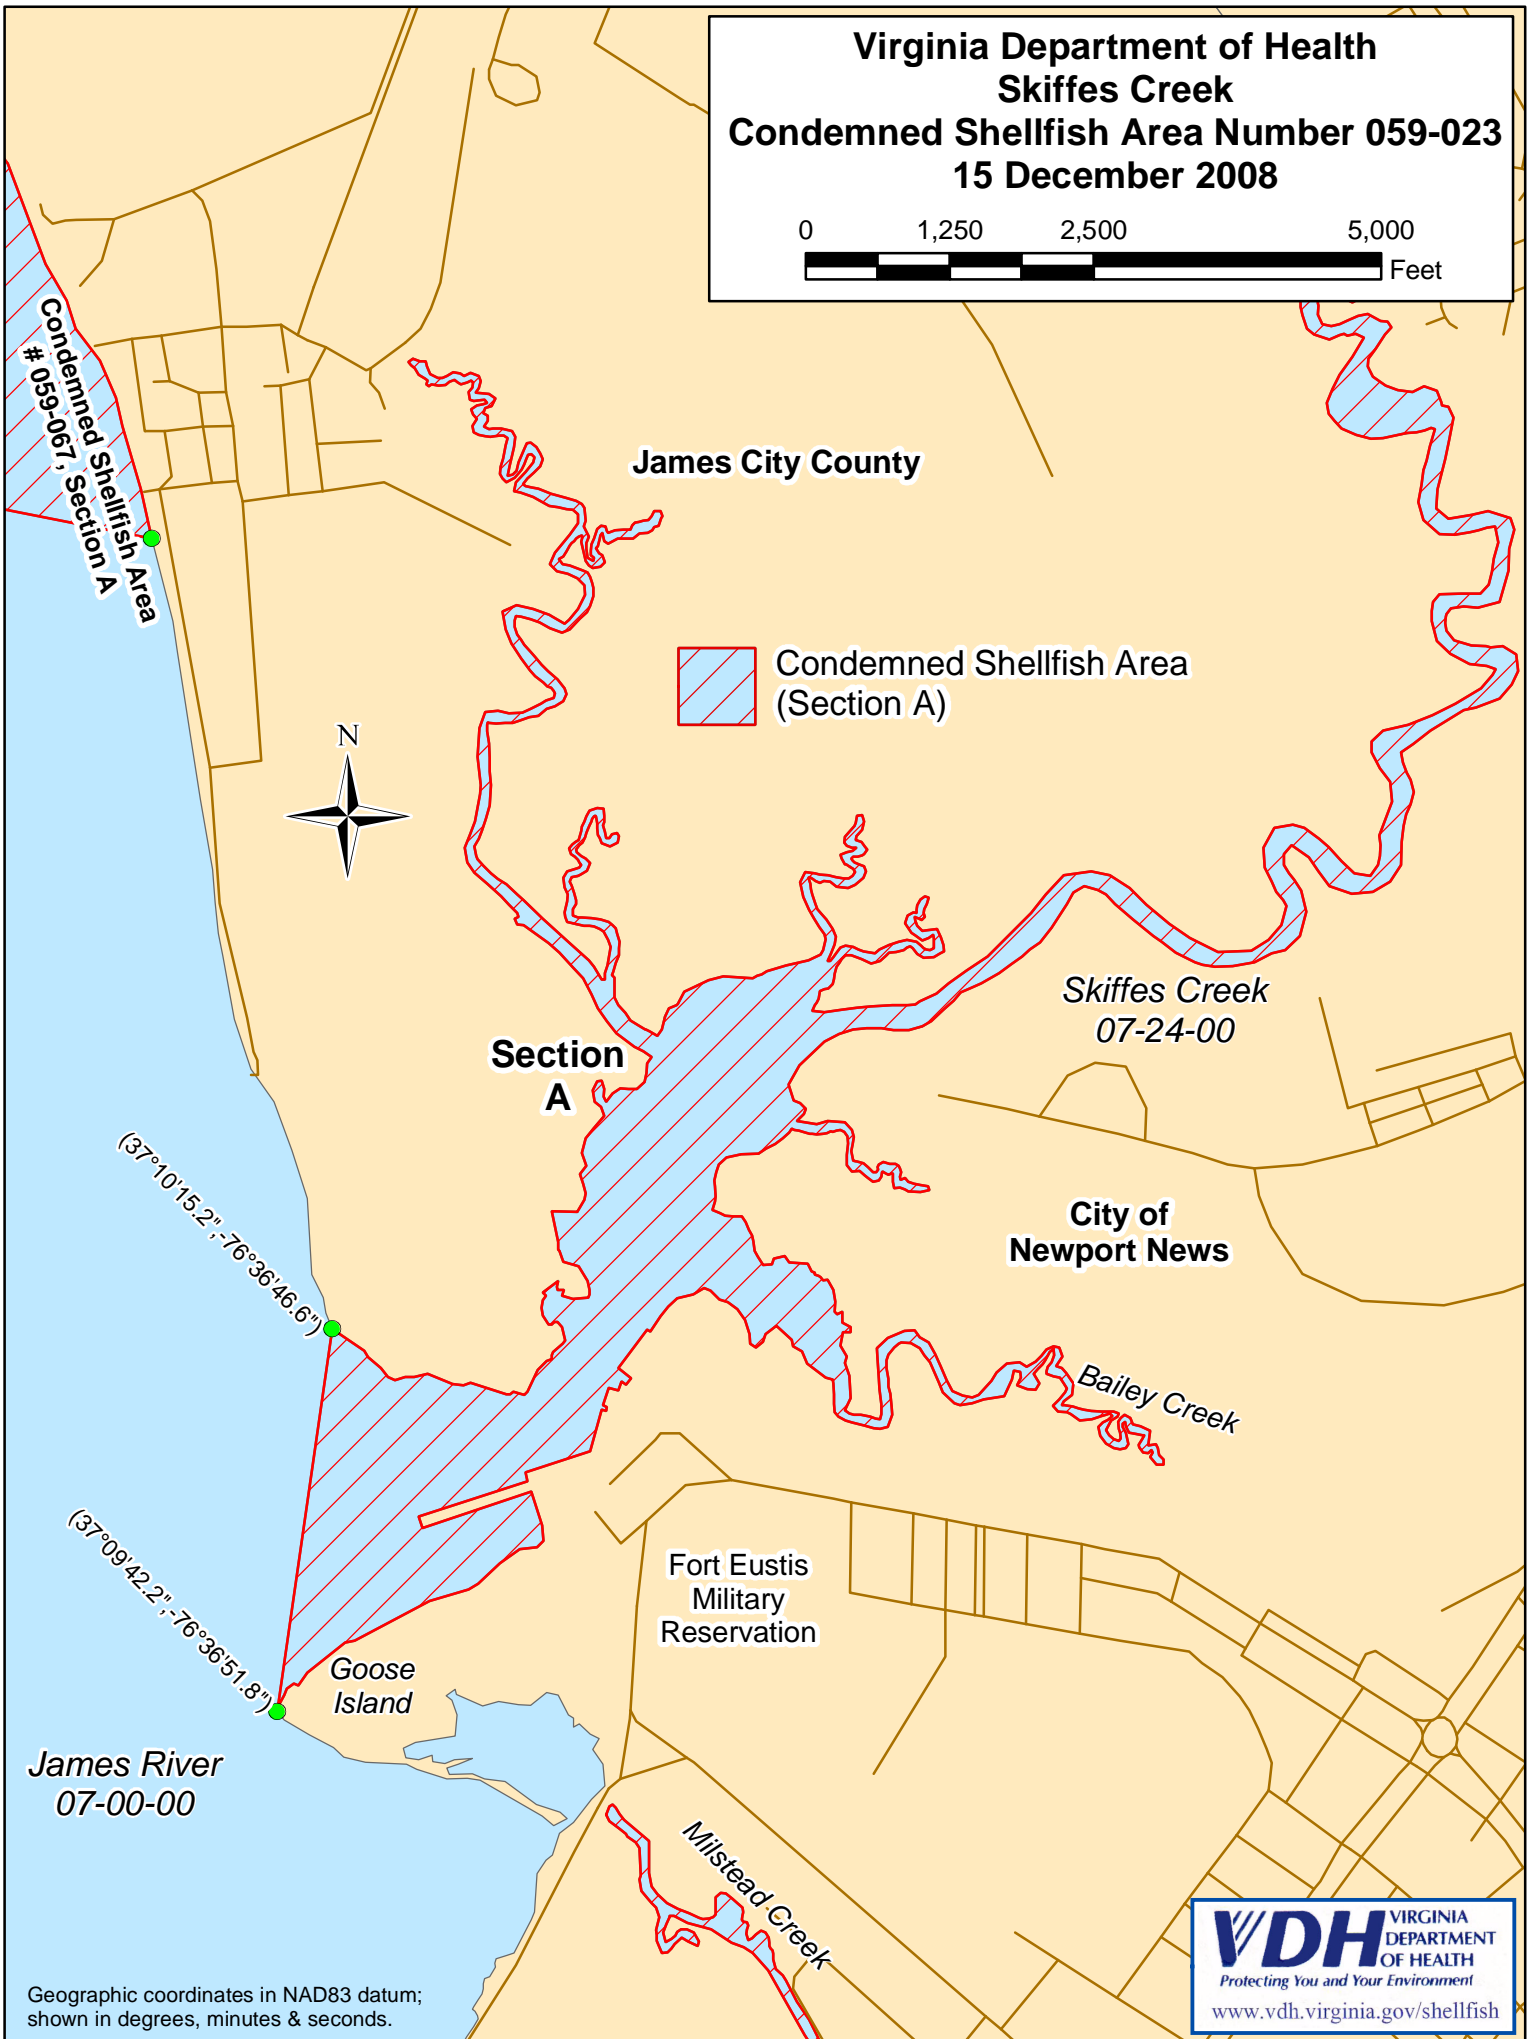 Virginia Department of Health
Skiffes Creek
Condemned Shellfish Area Number 059-023
15 December 2008
0 1,250 2,500 5,000
Feet
Condemned Shellfish Area
# 059-067, Section A
James City County
Condemned Shellfish Area
(Section A)
N
Skiffes Creek
07-24-00
Section
A
(37°10'15.2",-76°36'46.6")
City of
Newport News
Bailey Creek
(37°09'42.2",-76°36'51.8")
Fort Eustis
Military
Reservation
Goose
Island
James River
07-00-00
Milstead Creek
VDH
VIRGINIA
DEPARTMENT
OF HEALTH
Protecting You and Your Environment
www.vdh.virginia.gov/shellfish
Geographic coordinates in NAD83 datum;
shown in degrees, minutes & seconds.